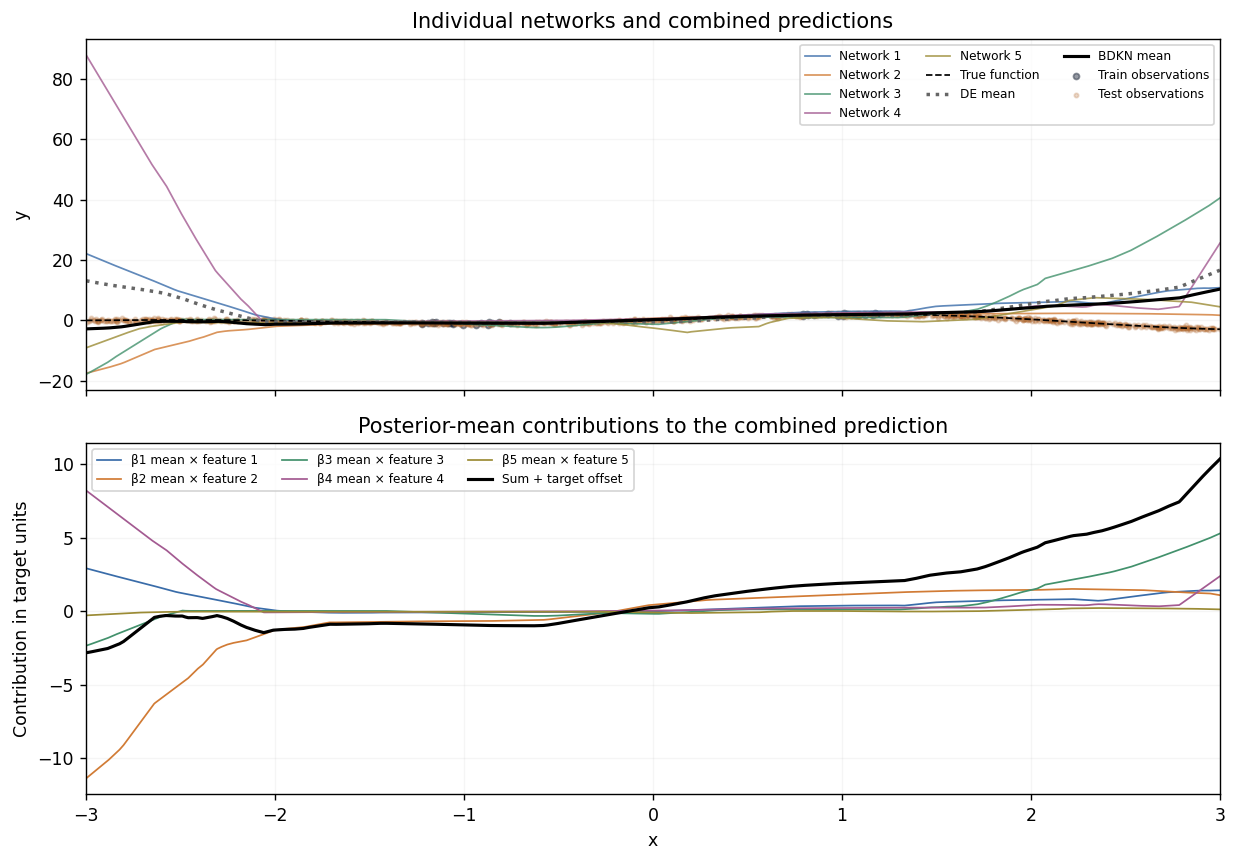 Individual networks and combined predictions
Network 1
Network 2
Network 3
Network 4
Network 5
True function
DE mean
BDKN mean
Train observations
Test observations
80
60
40
20
0
−20
y
Posterior-mean contributions to the combined prediction
β1 mean × feature 1
β2 mean × feature 2
β3 mean × feature 3
β4 mean × feature 4
β5 mean × feature 5
Sum + target offset
10
5
0
−5
−10
Contribution in target units
−3
−2
−1
0
1
2
3
x